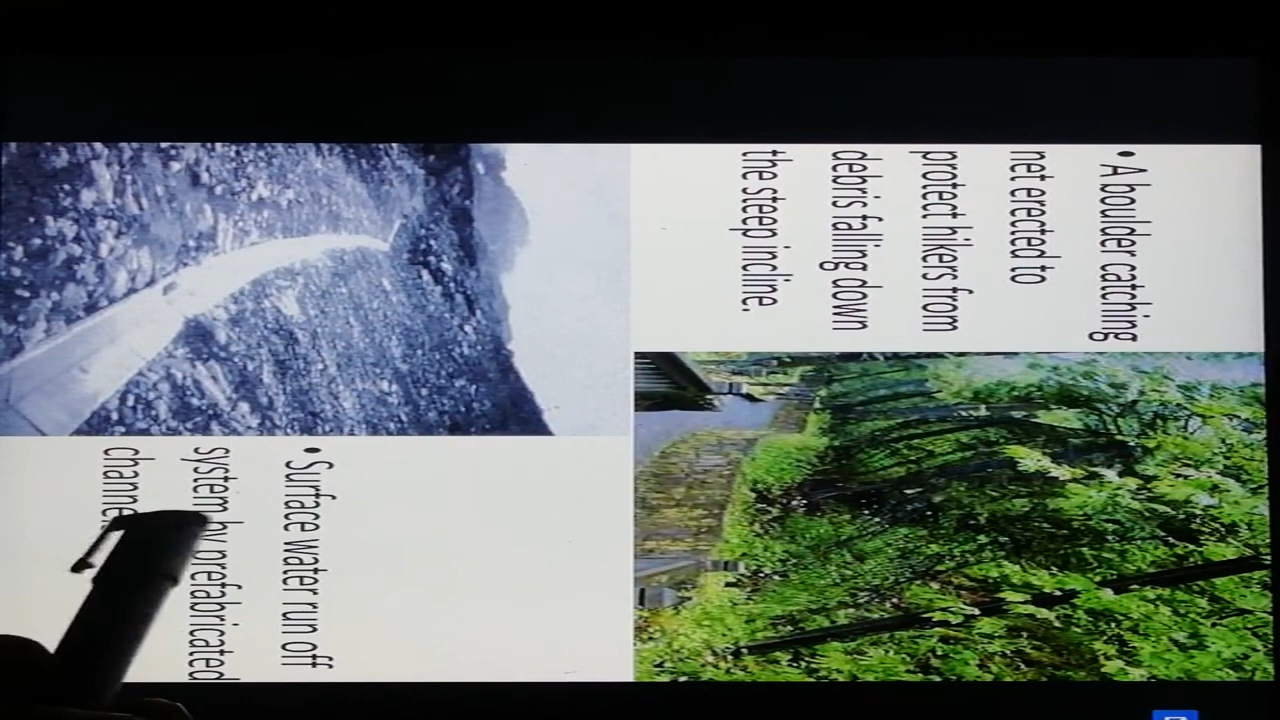 • A boulder catching
net erected to
protect hikers from
debris falling down
the steep incline.
• Surface water run off
system by prefabricated